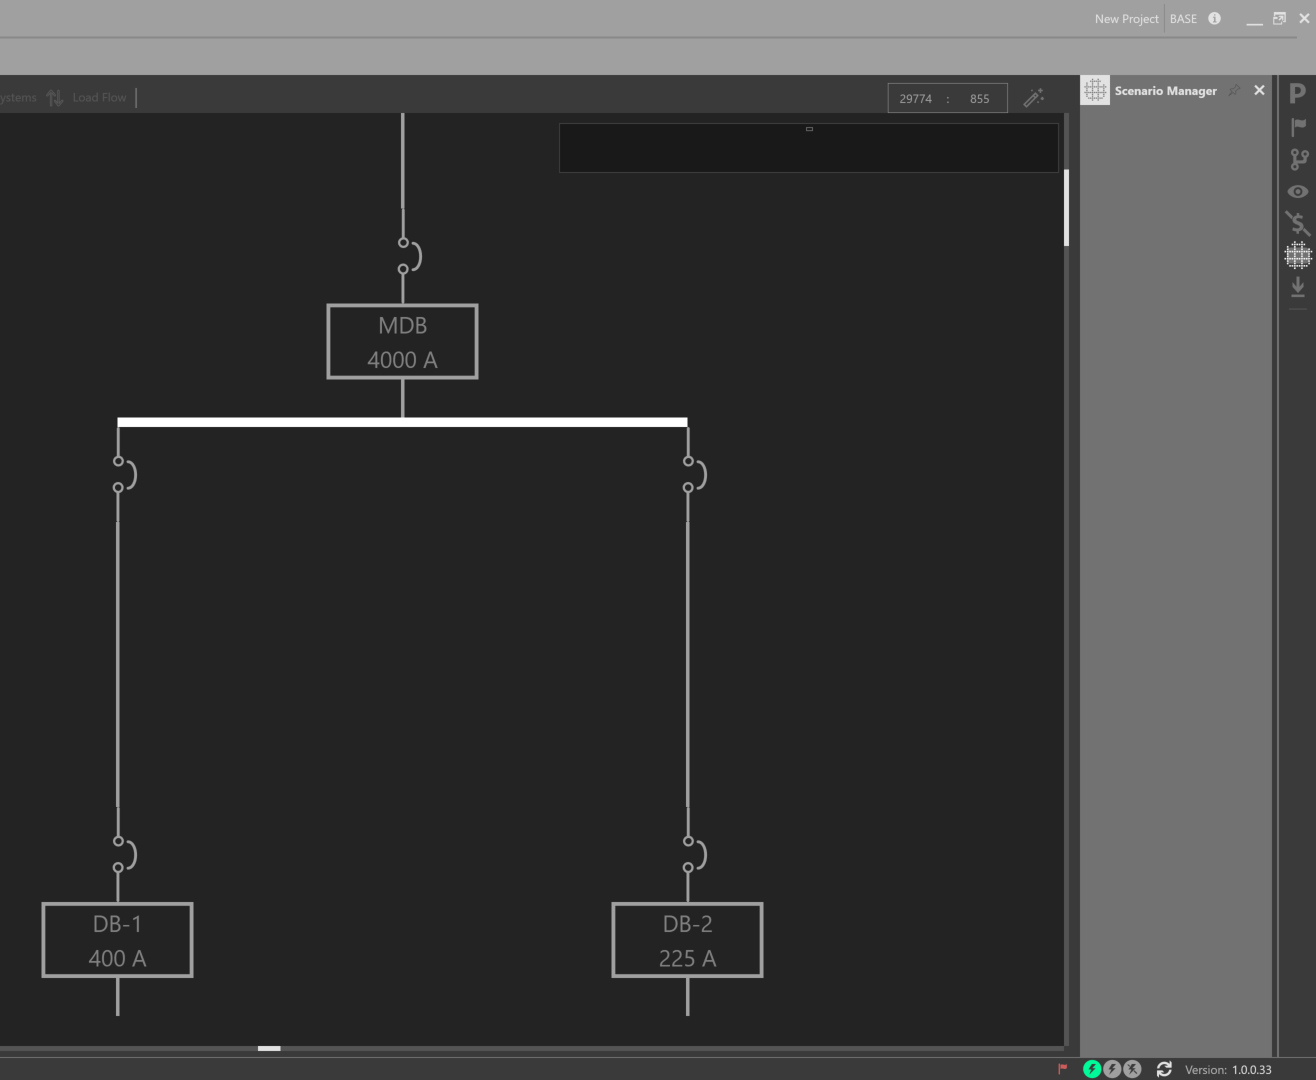 New Project BASE
ystems Load Flow
29774 : 855
Scenario Manager
P
MDB
4000 A
DB-1
400 A
DB-2
225 A
Version: 1.0.0.33